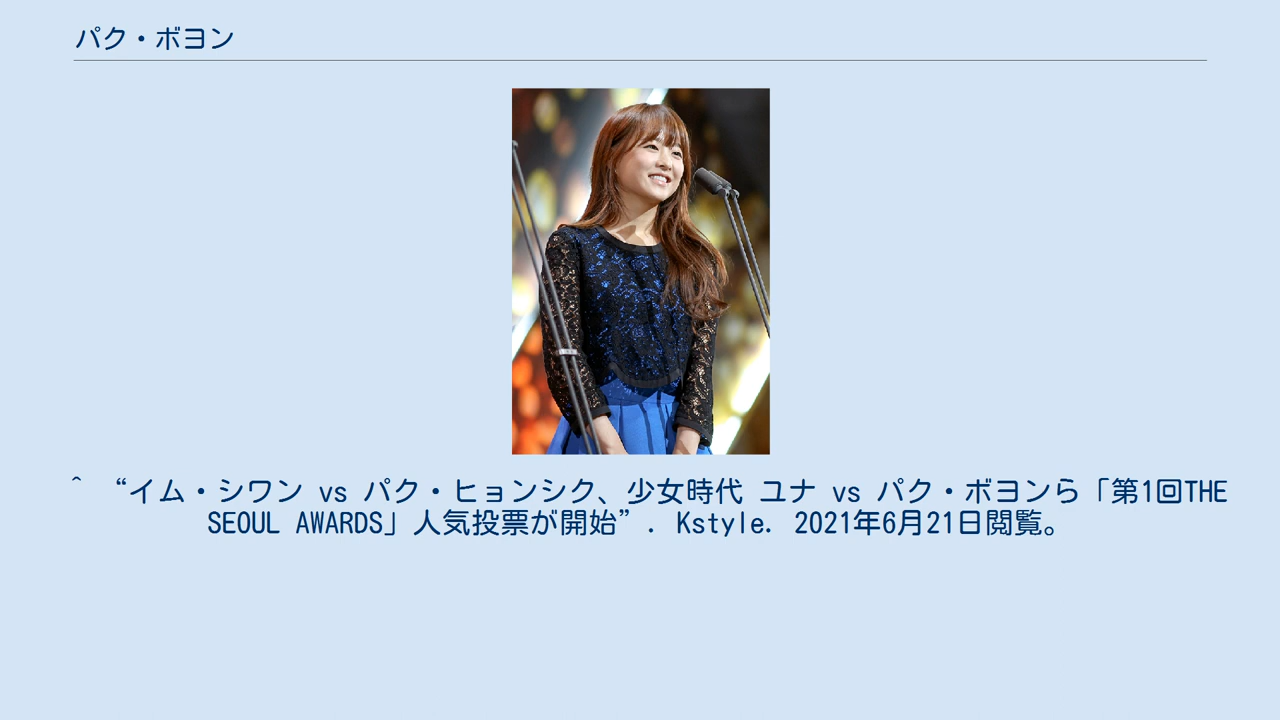 パク・ボヨン
^ “イム・シワン vs パク・ヒョンシク、少女時代 ユナ vs パク・ボヨンら「第1回THE
SEOUL AWARDS」人気投票が開始”. Kstyle. 2021年6月21日閲覧。